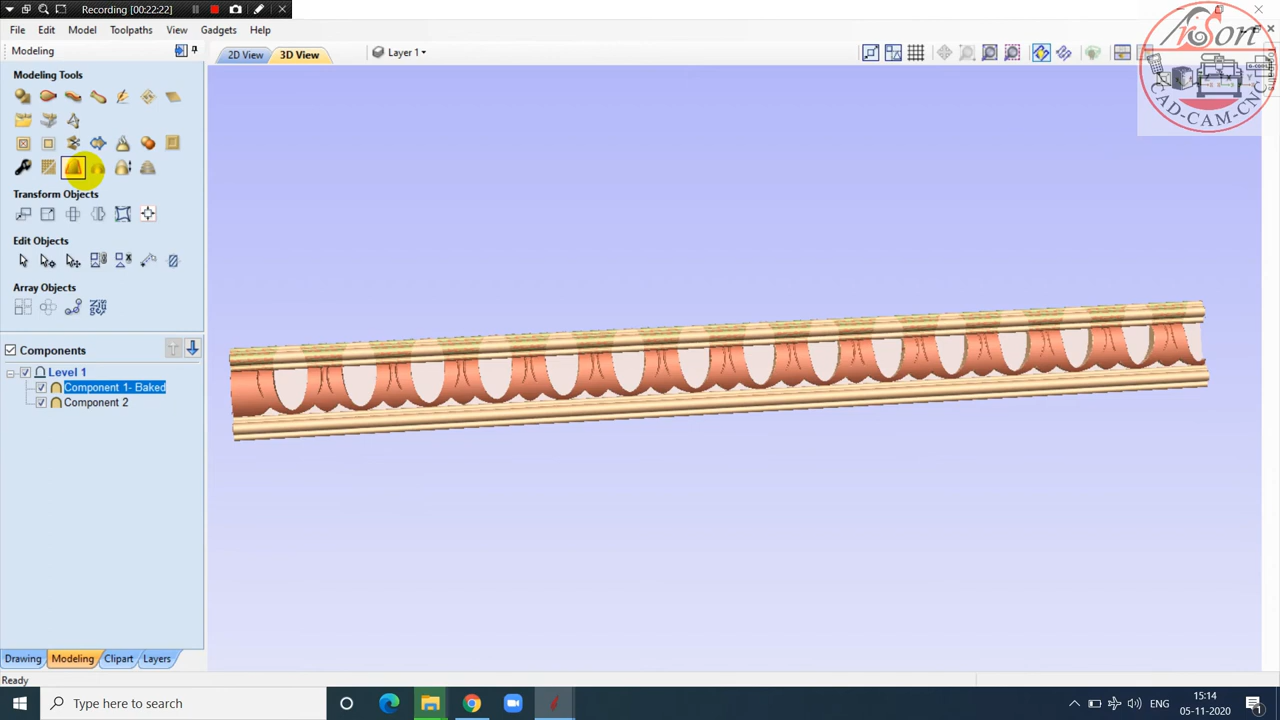 Recording [00:22:22]
File Edit Model Toolpaths View Gadgets Help
Modeling
2D View 3D View Layer 1
Modeling Tools
Transform Objects
Edit Objects
Array Objects
Components
Level 1
Component 1- Baked
Component 2
Drawing Modeling Clipart Layers
Ready
Type here to search
ENG
15:14
05-11-2020
1
CAD-CAM-CNC